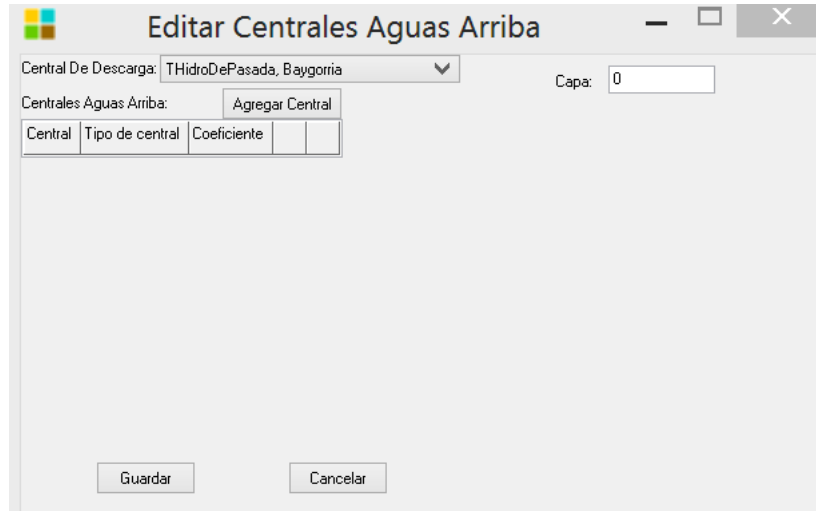 Editar Centrales Aguas Arriba
Central De Descarga: THidroDePasada, Baygorria
Capa: 0
Centrales Aguas Arriba: Agregar Central
Central Tipo de central Coeficiente
Guardar Cancelar